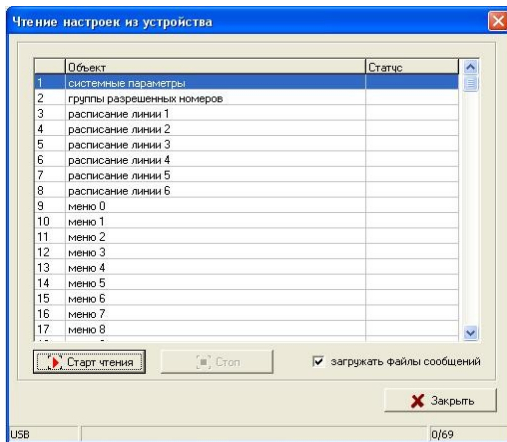 Чтение настроек из устройства
Объект Статус
1 системные параметры
2 группы разрешенных номеров
3 расписание линии 1
4 расписание линии 2
5 расписание линии 3
6 расписание линии 4
7 расписание линии 5
8 расписание линии 6
9 меню 0
10 меню 1
11 меню 2
12 меню 3
13 меню 4
14 меню 5
15 меню 6
16 меню 7
17 меню 8
Старт чтения Стоп загружать файлы сообщений
Закрыть
USB 0/69